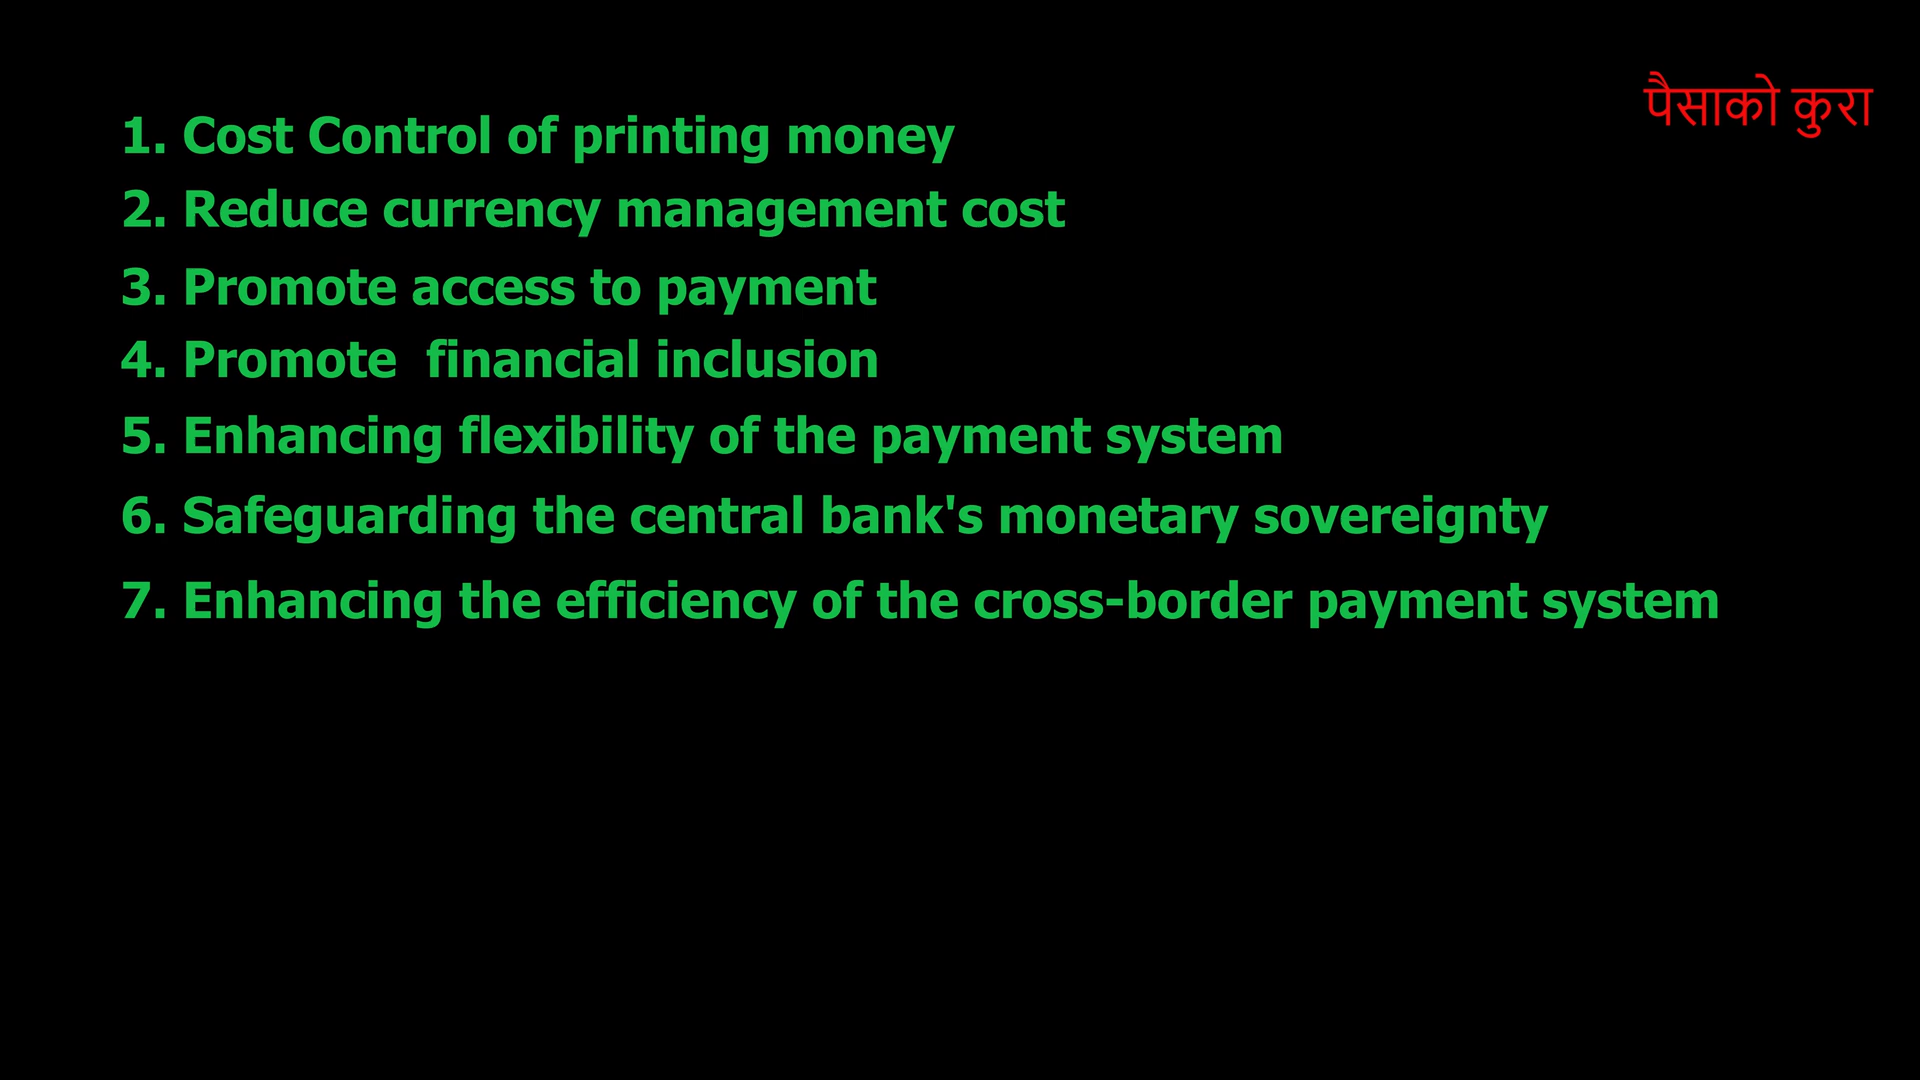 पैसाको कुरा
1. Cost Control of printing money
2. Reduce currency management cost
3. Promote access to payment
4. Promote  financial inclusion
5. Enhancing flexibility of the payment system
6. Safeguarding the central bank's monetary sovereignty
7. Enhancing the efficiency of the cross-border payment system